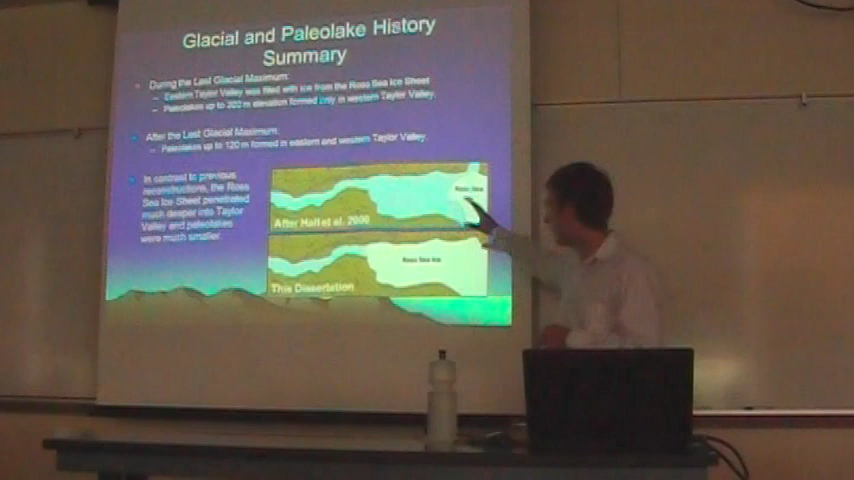 Glacial and Paleolake History
Summary
During the Last Glacial Maximum:
– Eastern Taylor Valley was filled with ice from the Ross Sea Ice Sheet
– Paleolakes up to 300 m elevation formed only in western Taylor Valley.
After the Last Glacial Maximum:
– Paleolakes up to 120 m formed in eastern and western Taylor Valley.
In contrast to previous
reconstructions, the Ross
Sea Ice Sheet penetrated
much deeper into Taylor
Valley and paleolakes
were much smaller.
Ross Sea
After Hall et al. 2000
Ross Sea Ice
This Dissertation